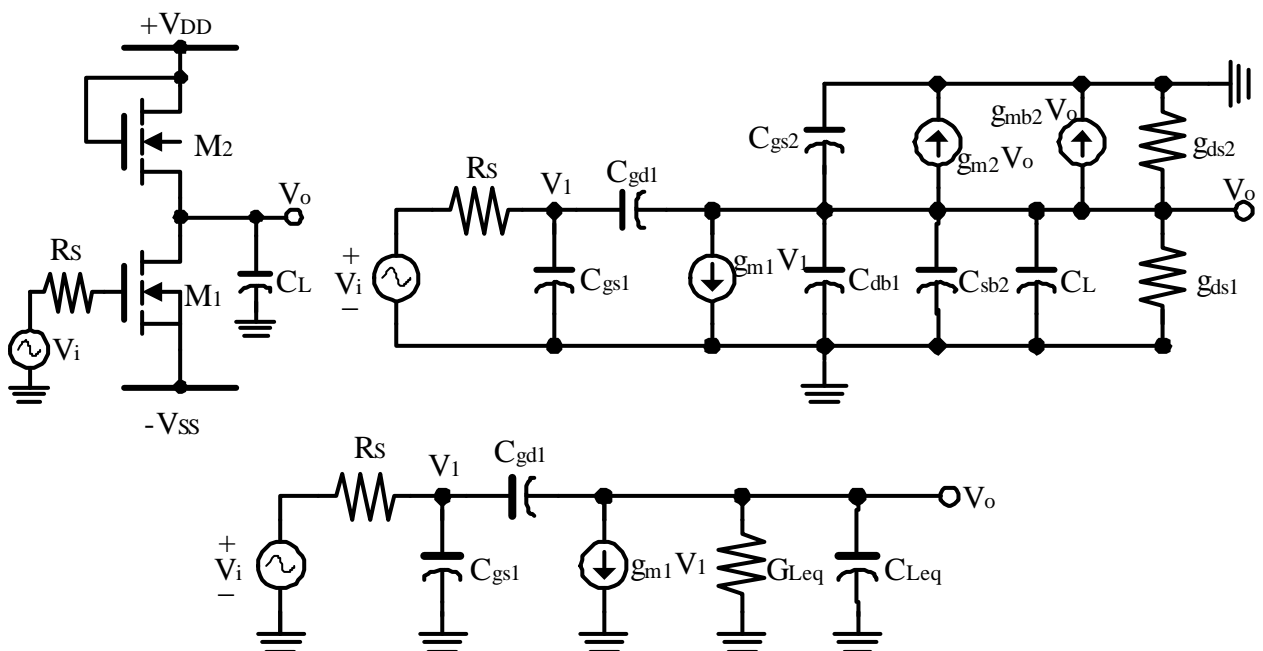 +VDD
M2
Vo
Rs
M1
CL
Vi
-VSS
Cgs2
gm2Vo
gmb2Vo
gds2
Rs
V1
Cgd1
Vo
+
Vi
−
Cgs1
gm1V1
Cdb1
Csb2
CL
gds1
Rs
V1
Cgd1
Vo
+
Vi
−
Cgs1
gm1V1
GLeq
CLeq